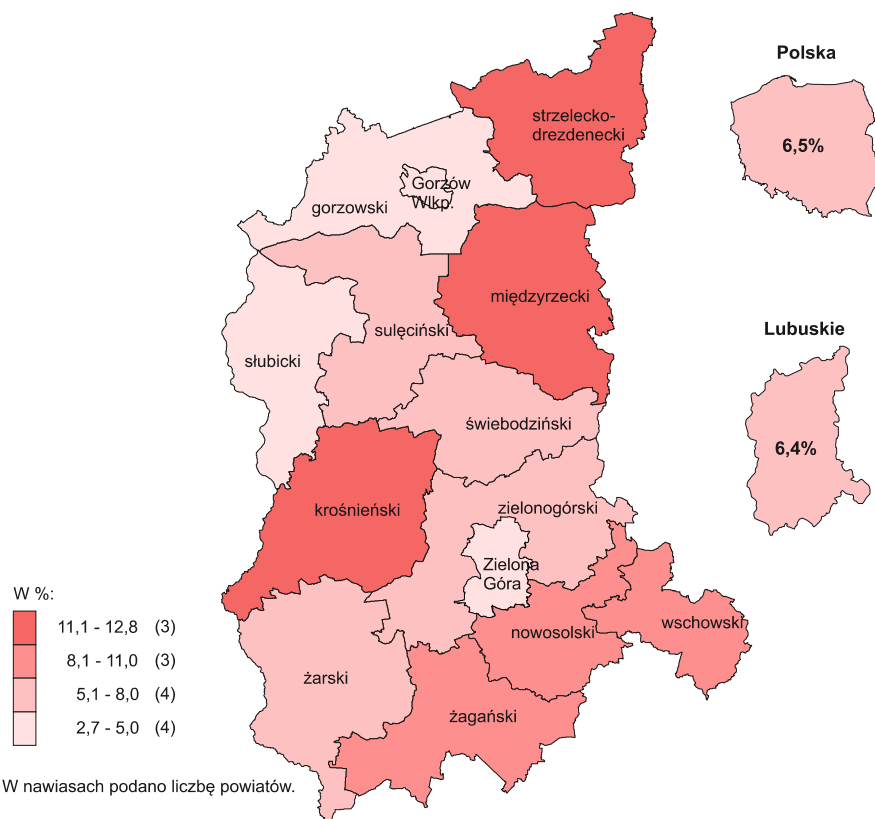 Polska
strzelecko-
drezdenecki
6,5%
Gorzów
Wlkp.
gorzowski
międzyrzecki
Lubuskie
sulęciński
słubicki
świebodziński
6,4%
zielonogórski
krośnieński
Zielona
Góra
W %:
11,1 - 12,8 (3)
8,1 - 11,0 (3)
5,1 - 8,0 (4)
2,7 - 5,0 (4)
nowosolski
wschowski
żarski
żagański
W nawiasach podano liczbę powiatów.